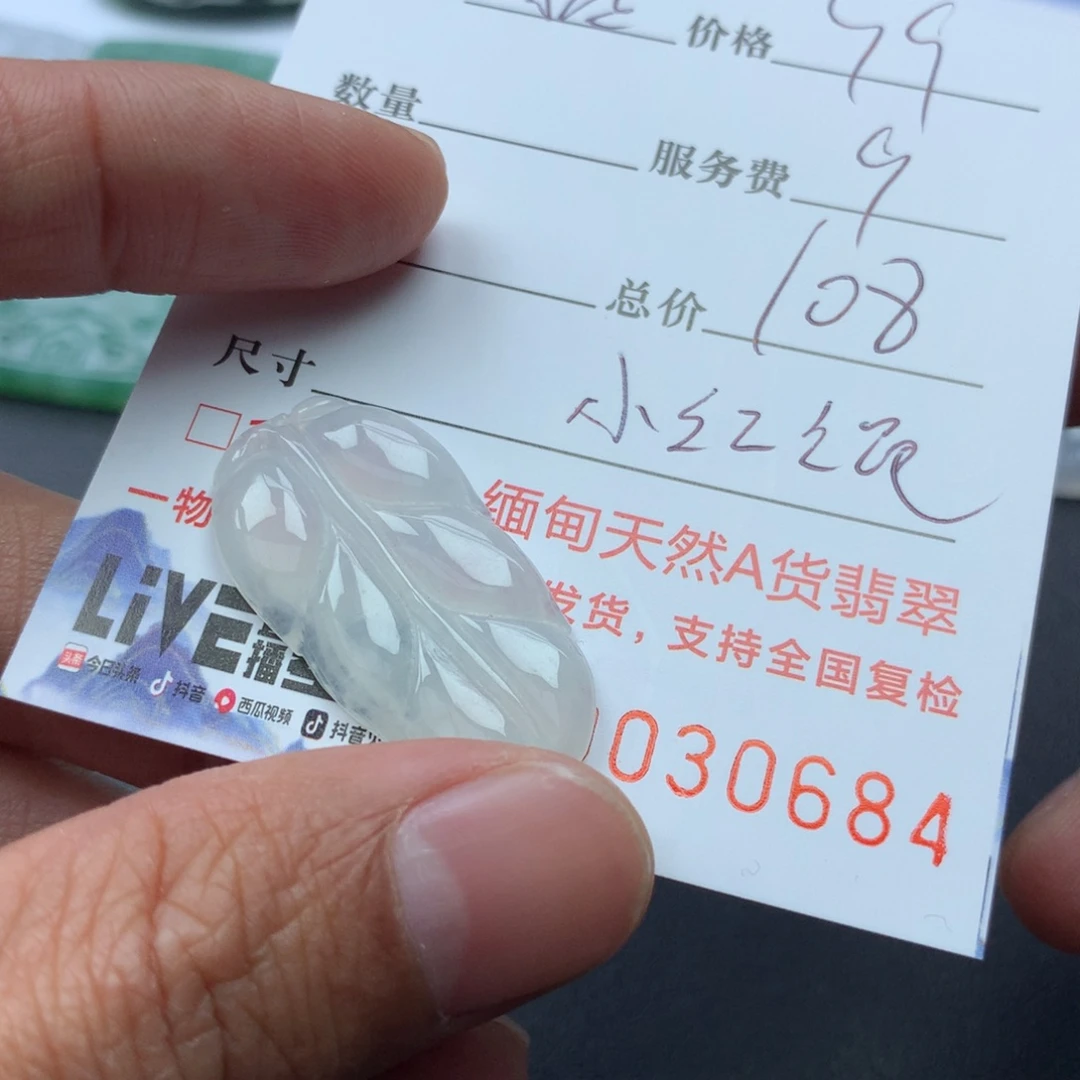 价格 99
数量
服务费 9
总价 108
尺寸 小红绳
缅甸天然A货翡翠
一物
发货，支持全国复检
LiVE
播
今日头条 抖音 西瓜视频 抖音火
030684